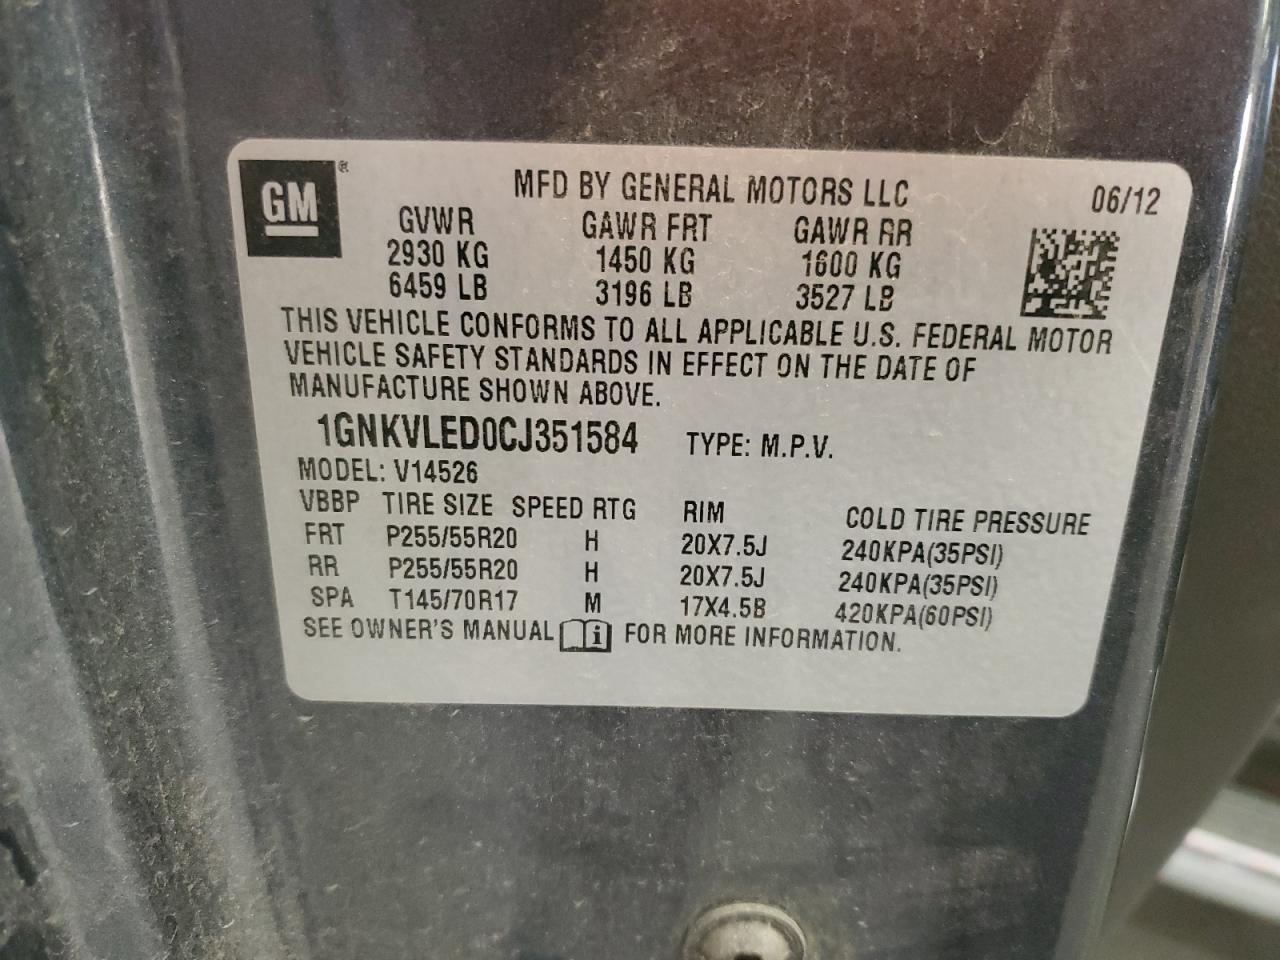 GM ®
MFD BY GENERAL MOTORS LLC 06/12
GVWR GAWR FRT GAWR RR
2930 KG 1450 KG 1600 KG
6459 LB 3196 LB 3527 LB
THIS VEHICLE CONFORMS TO ALL APPLICABLE U.S. FEDERAL MOTOR
VEHICLE SAFETY STANDARDS IN EFFECT ON THE DATE OF
MANUFACTURE SHOWN ABOVE.
1GNKVLED0CJ351584 TYPE: M.P.V.
MODEL: V14526
VBBP TIRE SIZE SPEED RTG RIM COLD TIRE PRESSURE
FRT P255/55R20 H 20X7.5J 240KPA(35PSI)
RR P255/55R20 H 20X7.5J 240KPA(35PSI)
SPA T145/70R17 M 17X4.5B 420KPA(60PSI)
SEE OWNER'S MANUAL i FOR MORE INFORMATION.